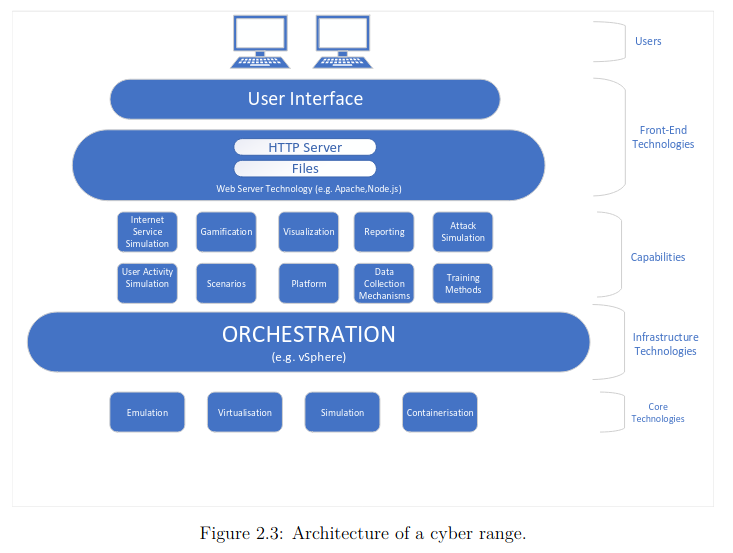 Users
User Interface
Front-End
Technologies
HTTP Server
Files
Web Server Technology (e.g. Apache,Node.js)
Internet
Service
Simulation
Gamification
Visualization
Reporting
Attack
Simulation
Capabilities
User Activity
Simulation
Scenarios
Platform
Data
Collection
Mechanisms
Training
Methods
ORCHESTRATION
(e.g. vSphere)
Infrastructure
Technologies
Emulation
Virtualisation
Simulation
Containerisation
Core
Technologies
Figure 2.3: Architecture of a cyber range.